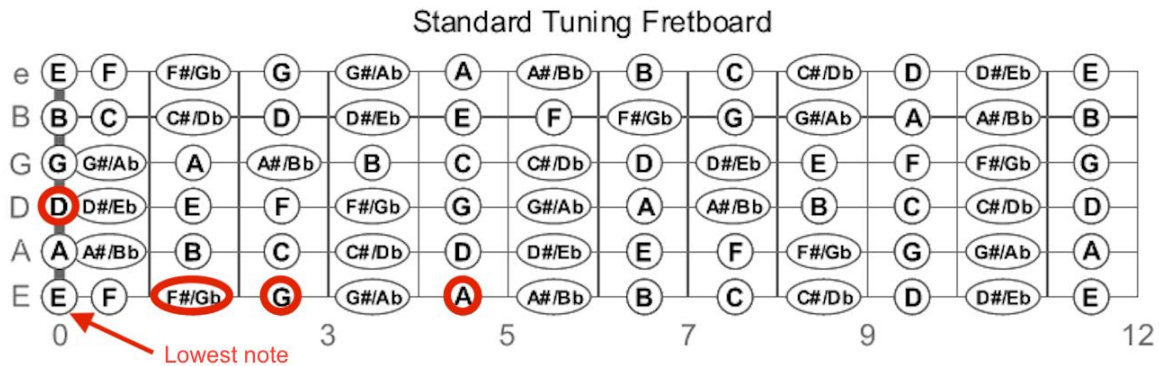 Standard Tuning Fretboard
e E F F#/Gb G G#/Ab A A#/Bb B C C#/Db D D#/Eb E
B B C C#/Db D D#/Eb E F F#/Gb G G#/Ab A A#/Bb B
G G G#/Ab A A#/Bb B C C#/Db D D#/Eb E F F#/Gb G
D D D#/Eb E F F#/Gb G G#/Ab A A#/Bb B C C#/Db D
A A A#/Bb B C C#/Db D D#/Eb E F F#/Gb G G#/Ab A
E E F F#/Gb G G#/Ab A A#/Bb B C C#/Db D D#/Eb E
0 3 5 7 9 12
Lowest note